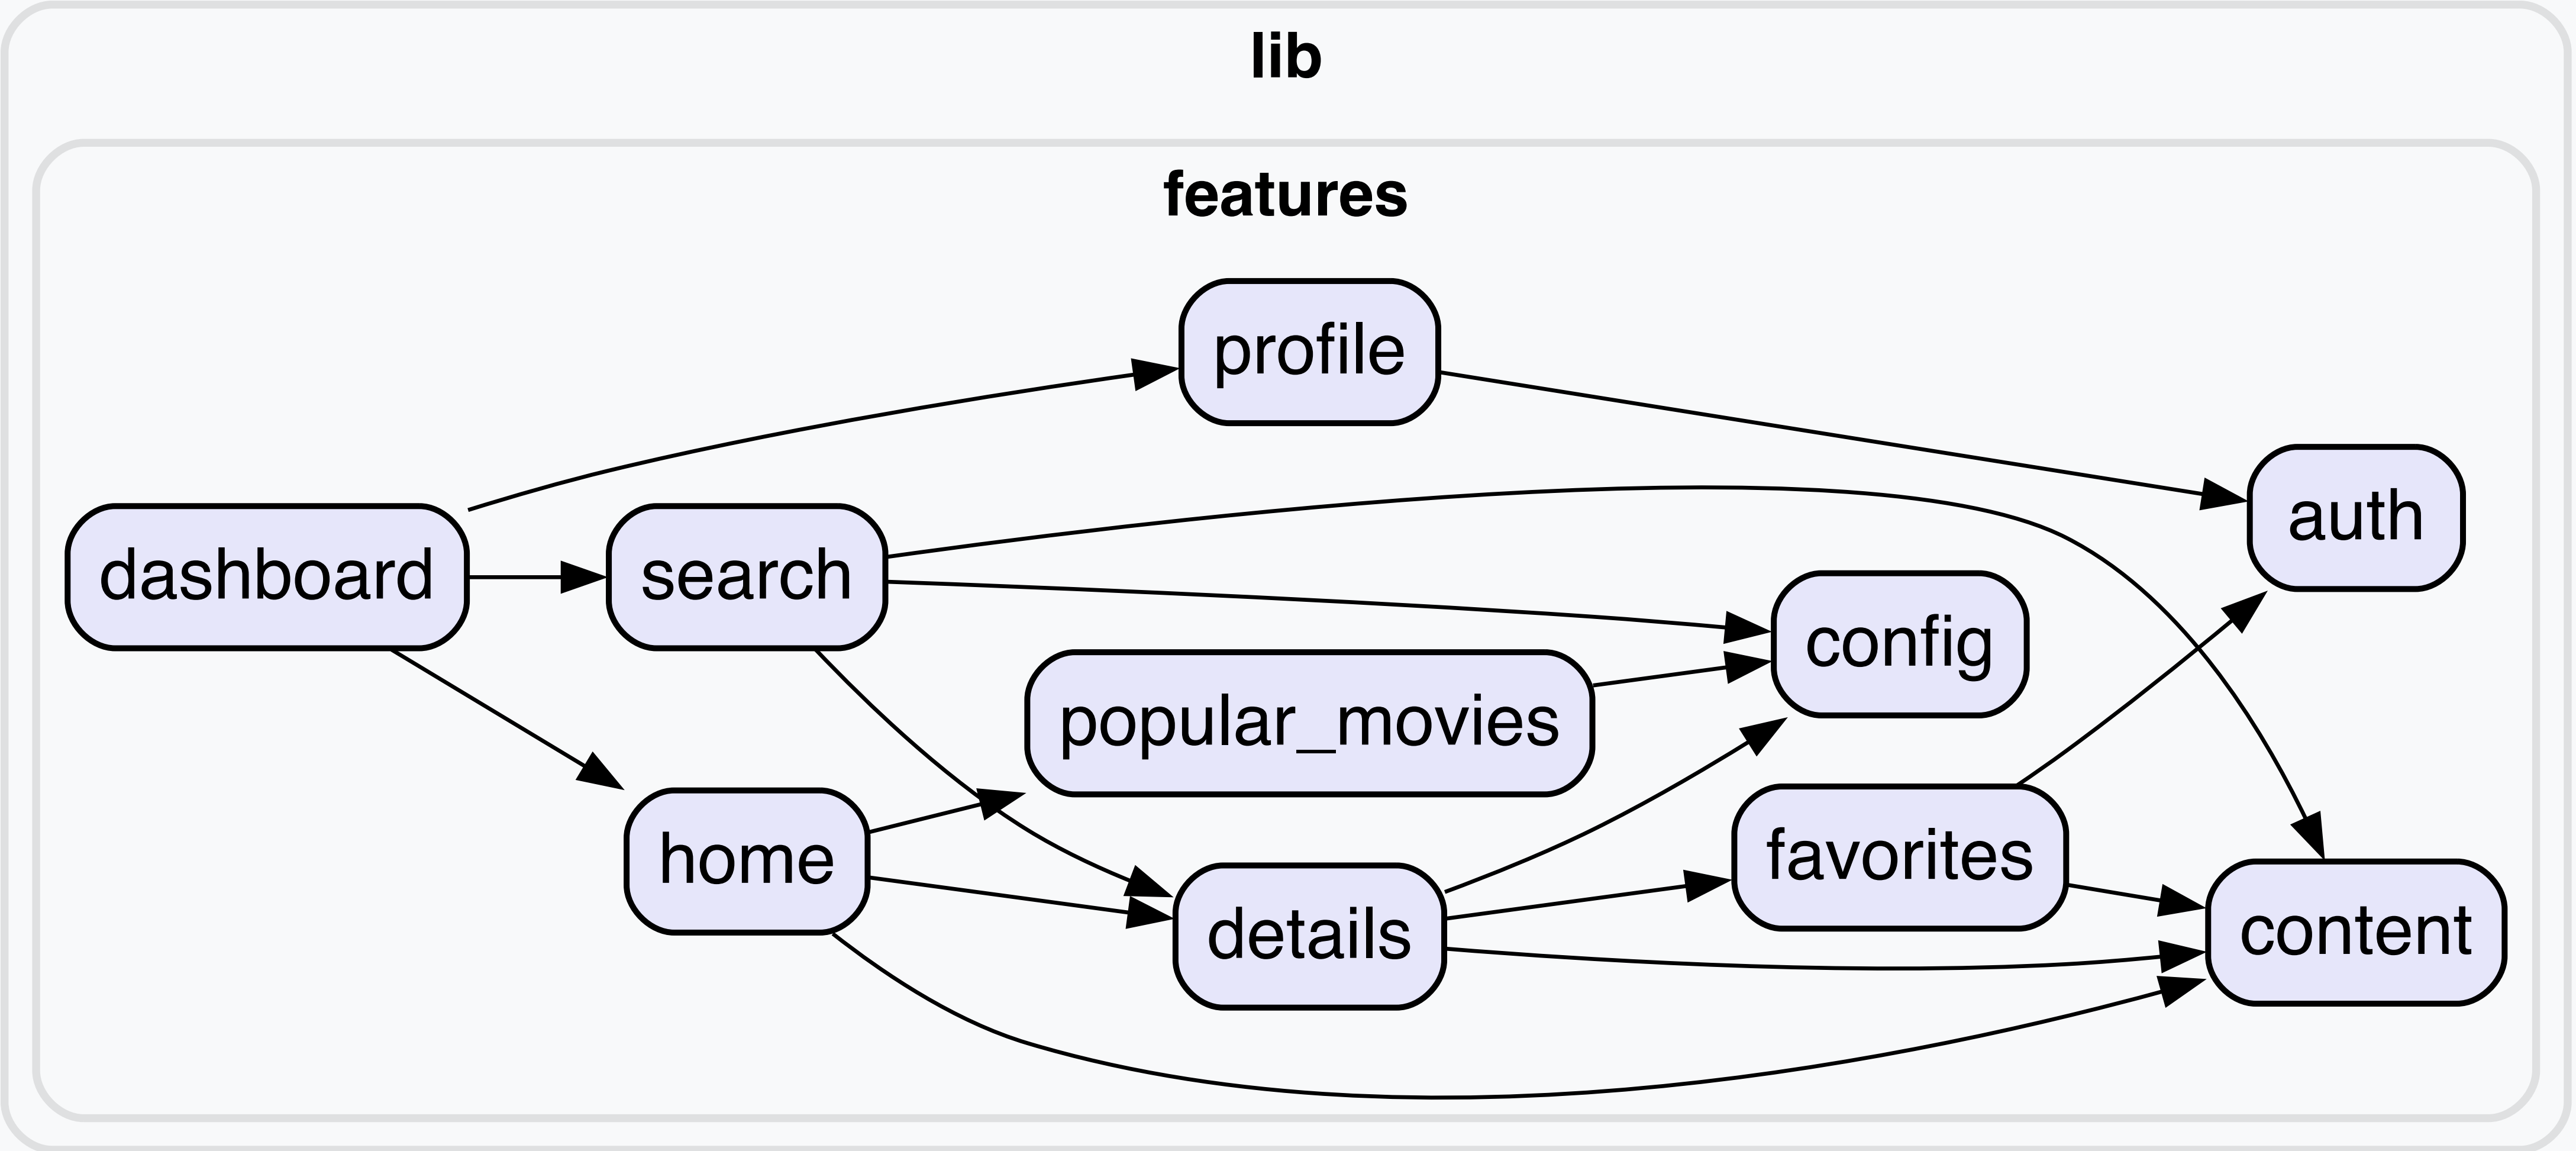 lib
features
profile
auth
dashboard
search
config
popular_movies
home
favorites
details
content